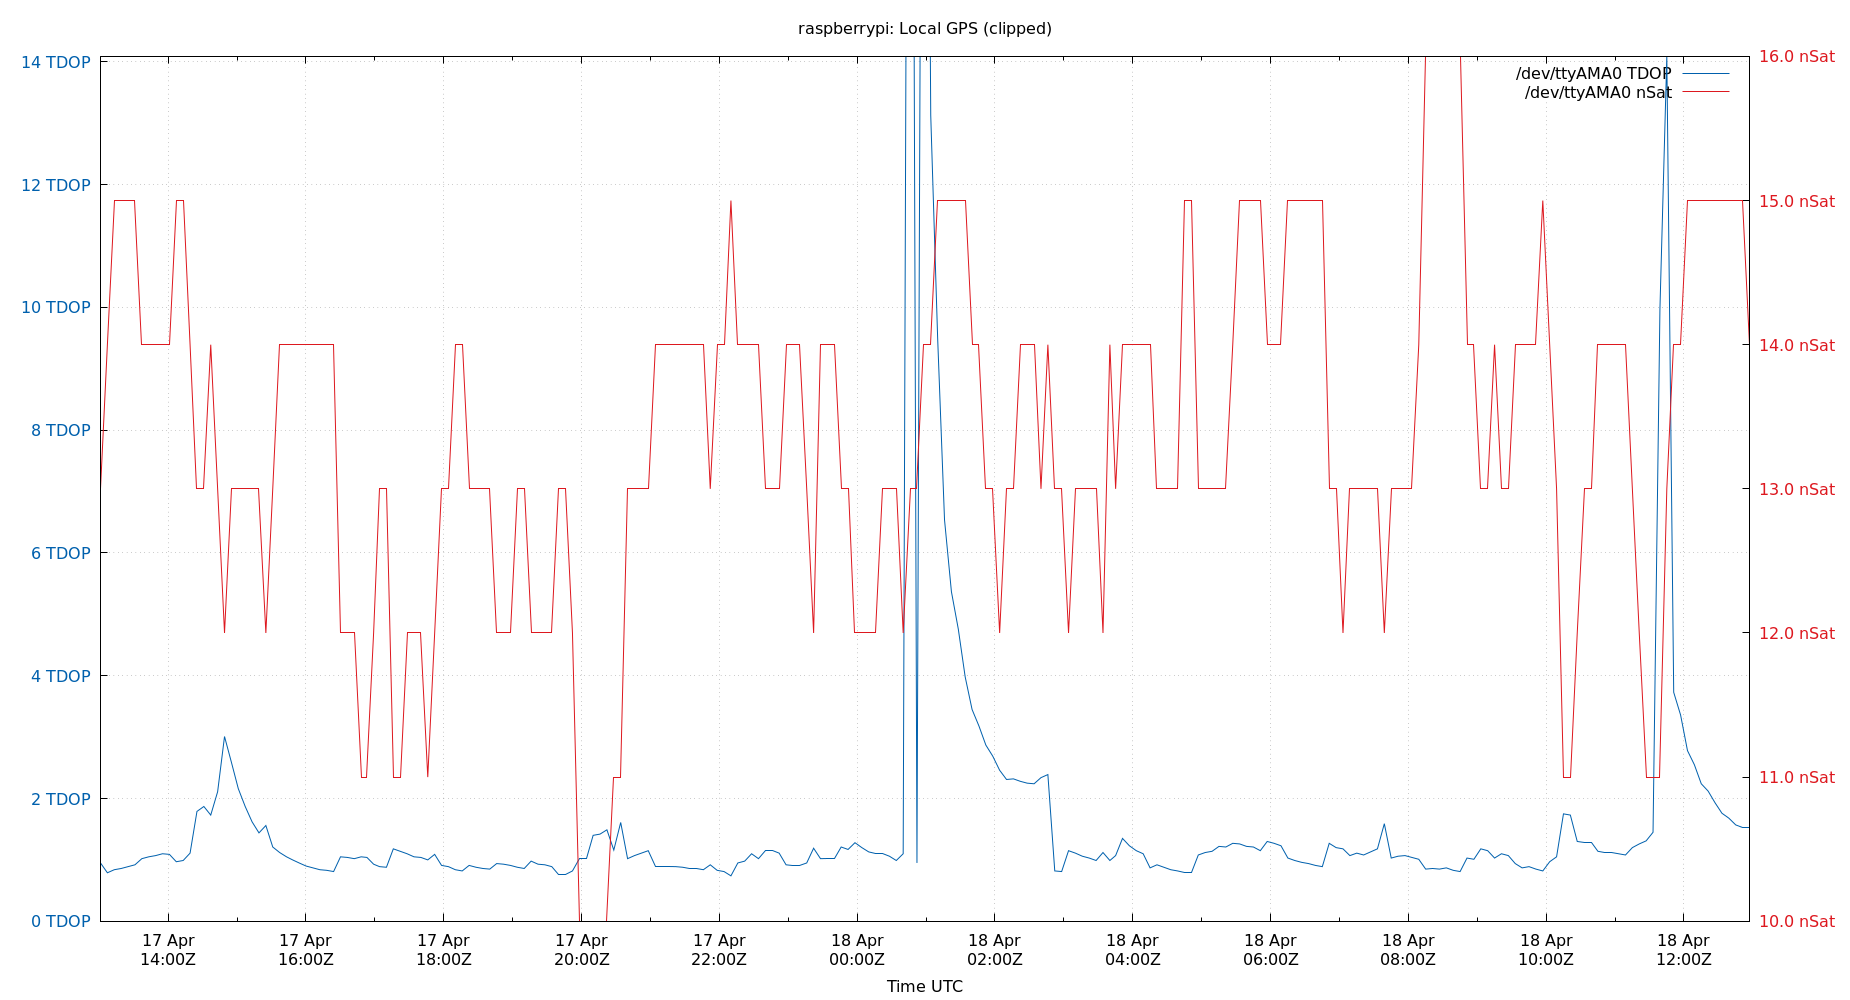 raspberrypi: Local GPS (clipped)
14 TDOP
12 TDOP
10 TDOP
8 TDOP
6 TDOP
4 TDOP
2 TDOP
0 TDOP
/dev/ttyAMA0 TDOP
/dev/ttyAMA0 nSat
16.0 nSat
15.0 nSat
14.0 nSat
13.0 nSat
12.0 nSat
11.0 nSat
10.0 nSat
17 Apr
14:00Z
17 Apr
16:00Z
17 Apr
18:00Z
17 Apr
20:00Z
17 Apr
22:00Z
18 Apr
00:00Z
18 Apr
02:00Z
18 Apr
04:00Z
18 Apr
06:00Z
18 Apr
08:00Z
18 Apr
10:00Z
18 Apr
12:00Z
Time UTC